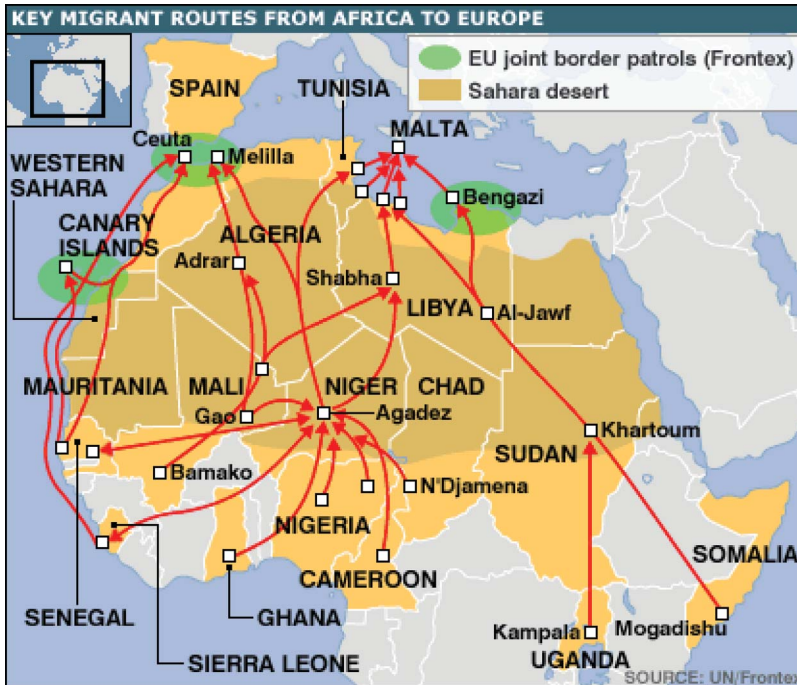 KEY MIGRANT ROUTES FROM AFRICA TO EUROPE
EU joint border patrols (Frontex)
Sahara desert
SPAIN
TUNISIA
MALTA
Ceuta
Melilla
WESTERN
SAHARA
Bengazi
CANARY
ISLANDS
ALGERIA
Adrar
Shabha
LIBYA
Al-Jawf
MAURITANIA
MALI
NIGER
CHAD
Gao
Agadez
Khartoum
SUDAN
Bamako
N'Djamena
NIGERIA
SOMALIA
CAMEROON
SENEGAL
GHANA
Kampala
Mogadishu
SIERRA LEONE
UGANDA
SOURCE: UN/Frontex